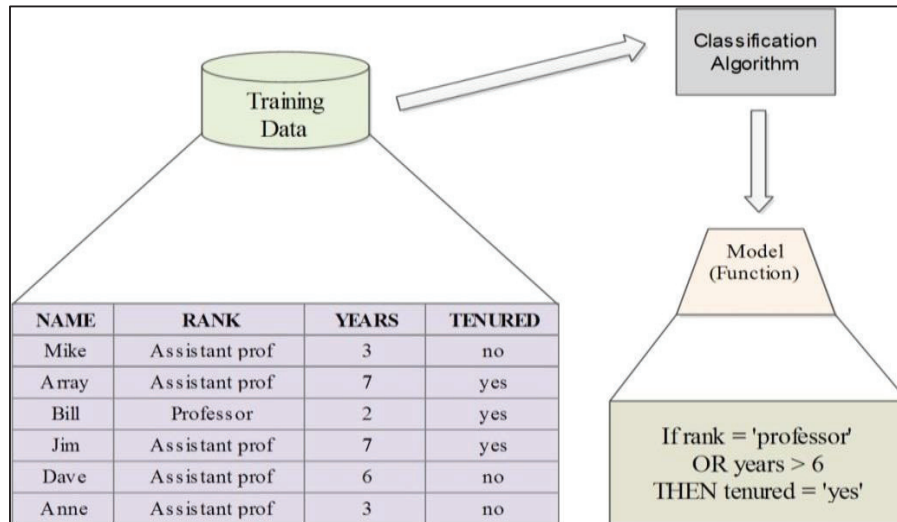 Training
Data
Classification
Algorithm
Model
(Function)
NAME RANK YEARS TENURED
Mike Assistant prof 3 no
Array Assistant prof 7 yes
Bill Professor 2 yes
Jim Assistant prof 7 yes
Dave Assistant prof 6 no
Anne Assistant prof 3 no
If rank = 'professor'
OR years > 6
THEN tenured = 'yes'